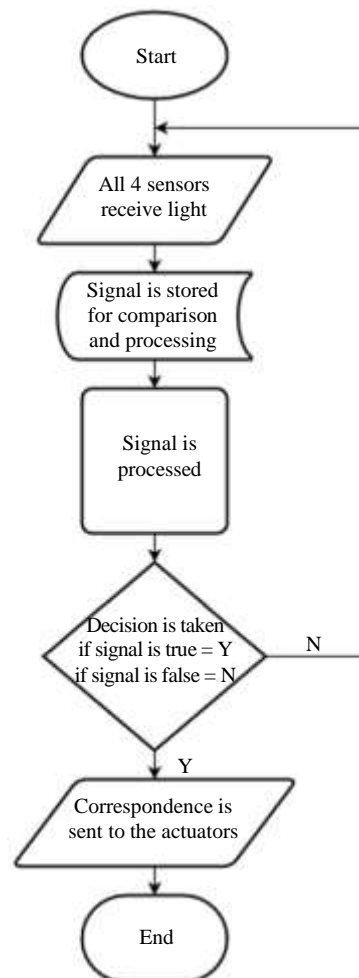 Start
All 4 sensors
receive light
Signal is stored
for comparison
and processing
Signal is
processed
Decision is taken
if signal is true = Y
if signal is false = N
N
Y
Correspondence is
sent to the actuators
End